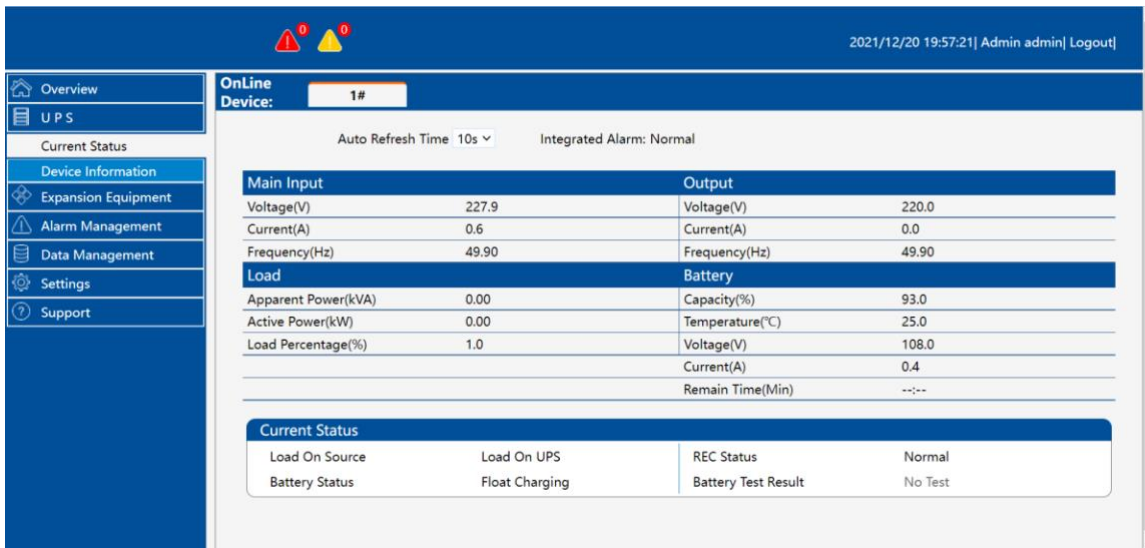 0 0
2021/12/20 19:57:21| Admin admin| Logout|
Overview
UPS
Current Status
Device Information
Expansion Equipment
Alarm Management
Data Management
Settings
Support
OnLine
Device:
1#
Auto Refresh Time 10s Integrated Alarm: Normal
Main Input Output
Voltage(V) 227.9 Voltage(V) 220.0
Current(A) 0.6 Current(A) 0.0
Frequency(Hz) 49.90 Frequency(Hz) 49.90
Load Battery
Apparent Power(kVA) 0.00 Capacity(%) 93.0
Active Power(kW) 0.00 Temperature(℃) 25.0
Load Percentage(%) 1.0 Voltage(V) 108.0
Current(A) 0.4
Remain Time(Min) --:--
Current Status
Load On Source Load On UPS REC Status Normal
Battery Status Float Charging Battery Test Result No Test